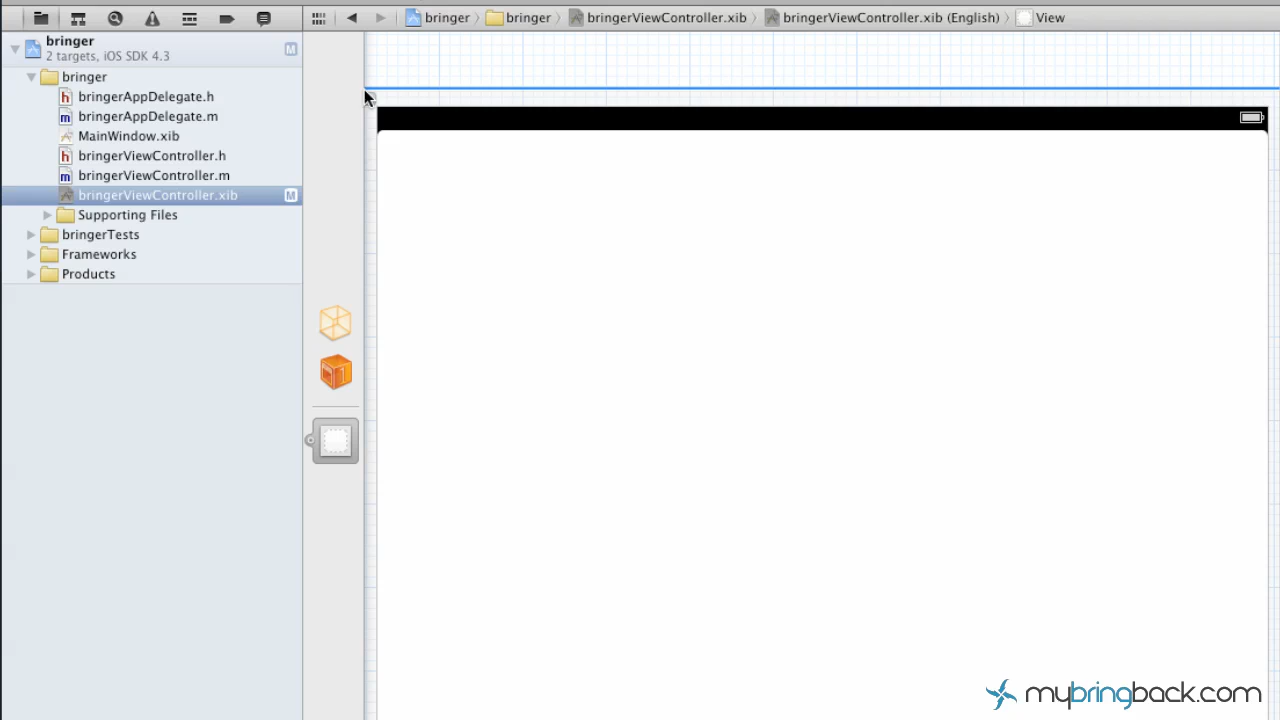 bringer > bringer > bringerViewController.xib > bringerViewController.xib (English) > View
bringer
2 targets, iOS SDK 4.3
M
bringer
h bringerAppDelegate.h
m bringerAppDelegate.m
MainWindow.xib
h bringerViewController.h
m bringerViewController.m
bringerViewController.xib M
Supporting Files
bringerTests
Frameworks
Products
mybringback.com